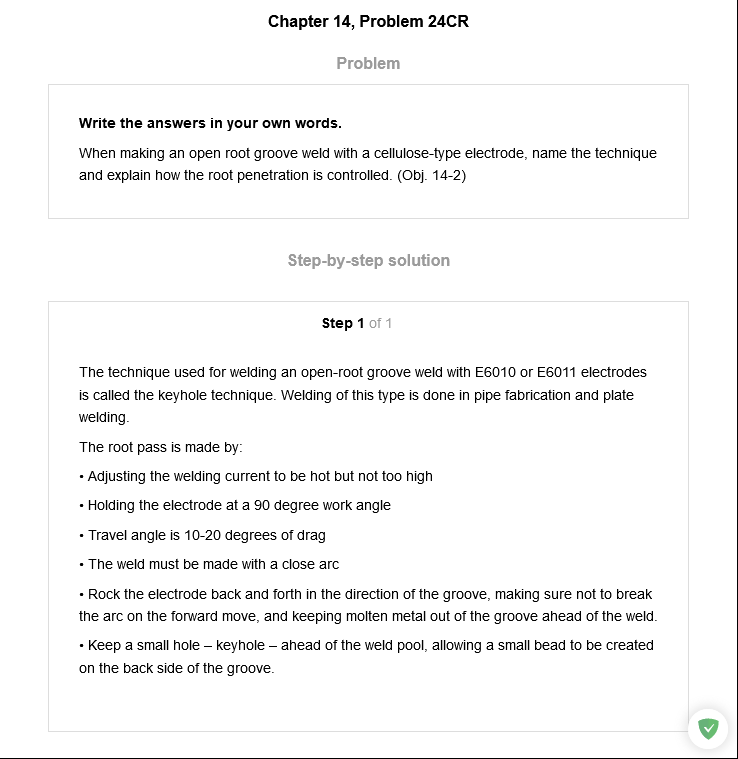 Chapter 14, Problem 24CR
Problem
Write the answers in your own words.
When making an open root groove weld with a cellulose-type electrode, name the technique
and explain how the root penetration is controlled. (Obj. 14-2)
Step-by-step solution
Step 1 of 1
The technique used for welding an open-root groove weld with E6010 or E6011 electrodes
is called the keyhole technique. Welding of this type is done in pipe fabrication and plate
welding.
The root pass is made by:
• Adjusting the welding current to be hot but not too high
• Holding the electrode at a 90 degree work angle
• Travel angle is 10-20 degrees of drag
• The weld must be made with a close arc
• Rock the electrode back and forth in the direction of the groove, making sure not to break
the arc on the forward move, and keeping molten metal out of the groove ahead of the weld.
• Keep a small hole – keyhole – ahead of the weld pool, allowing a small bead to be created
on the back side of the groove.